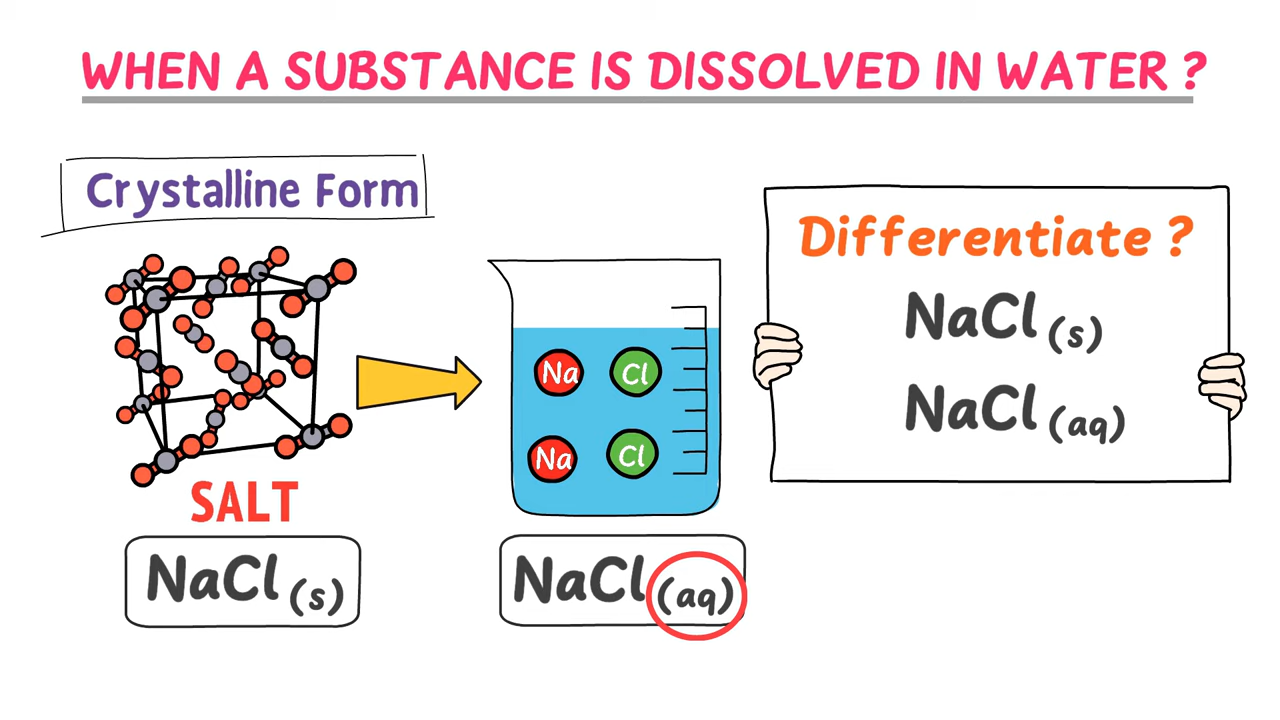 WHEN A SUBSTANCE IS DISSOLVED IN WATER ?
Crystalline Form
SALT
NaCl (s)
Na Cl
Na Cl
NaCl (aq)
Differentiate ?
NaCl (s)
NaCl (aq)